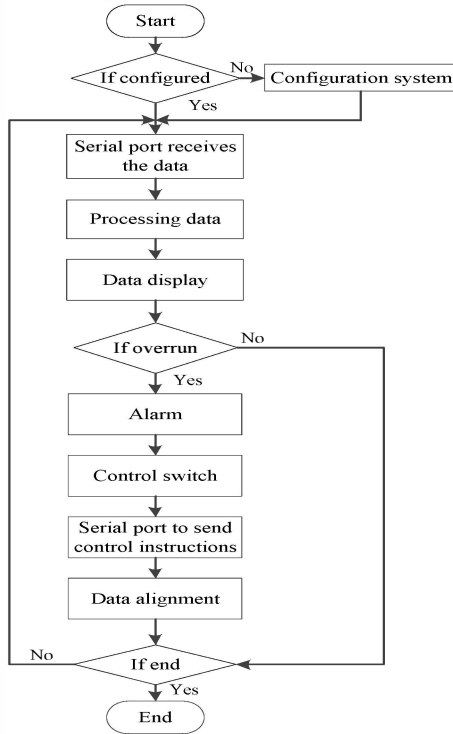 Start
If configured
No
Configuration system
Yes
Serial port receives
the data
Processing data
Data display
If overrun
No
Yes
Alarm
Control switch
Serial port to send
control instructions
Data alignment
No
If end
Yes
End